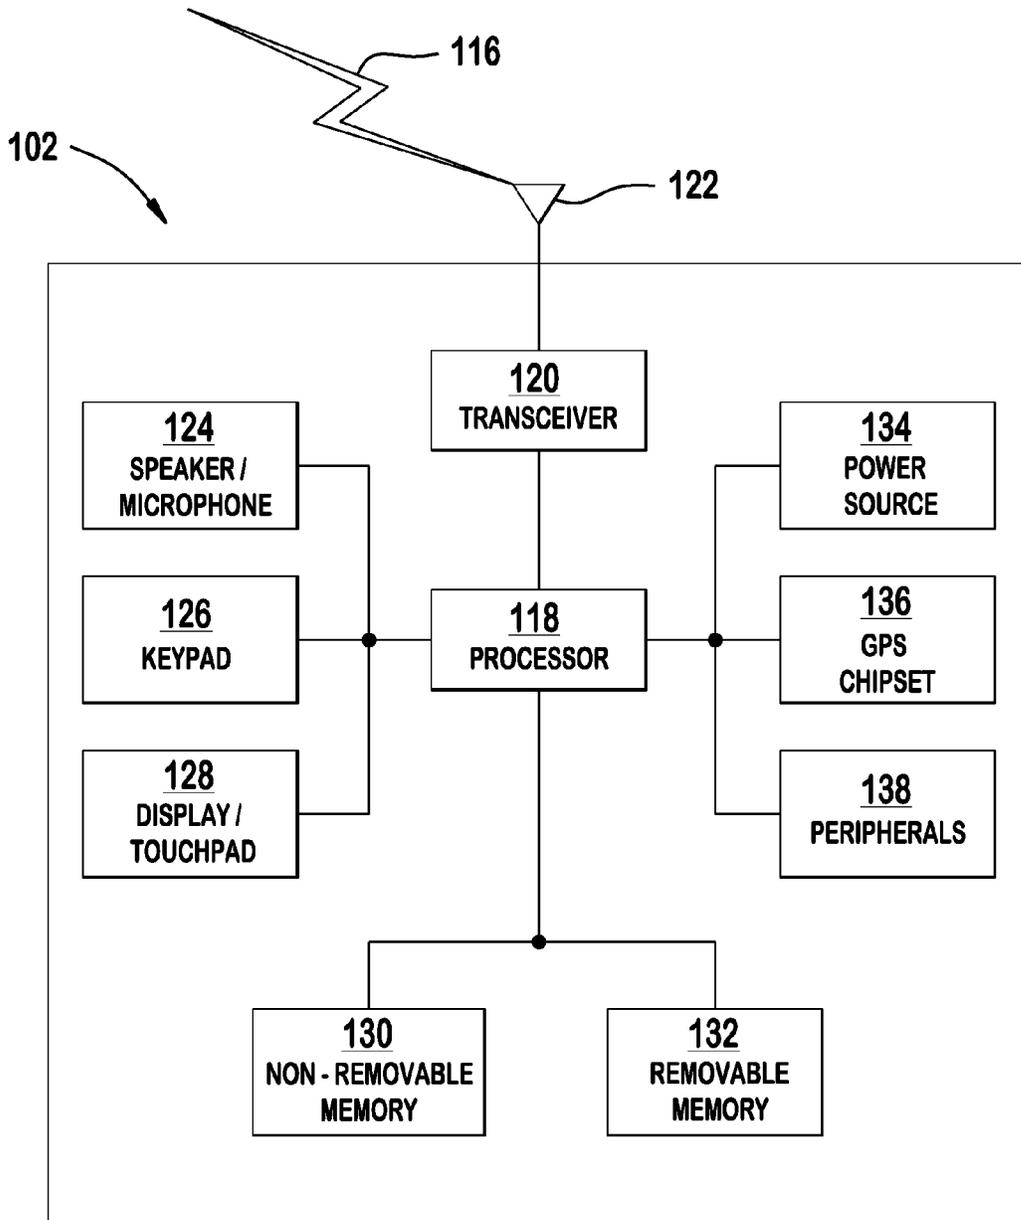 116
102
122
120
TRANSCEIVER
124
SPEAKER /
MICROPHONE
134
POWER
SOURCE
126
KEYPAD
118
PROCESSOR
136
GPS
CHIPSET
128
DISPLAY /
TOUCHPAD
138
PERIPHERALS
130
NON - REMOVABLE
MEMORY
132
REMOVABLE
MEMORY